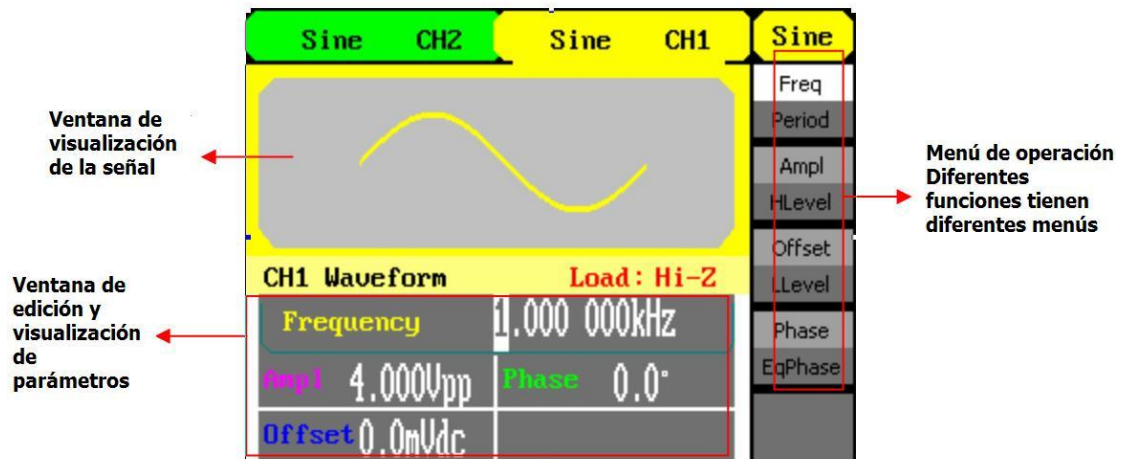 Sine CH2
Sine CH1
Sine
Freq
Period
Ampl
HLevel
Offset
LLevel
Phase
EqPhase
Ventana de
visualización
de la señal
Menú de operación
Diferentes
funciones tienen
diferentes menús
CH1 Waveform
Load: Hi-Z
Ventana de
edición y
visualización
de
parámetros
Frequency 1.000 000kHz
Ampl 4.000Vpp
Phase 0.0°
Offset 0.0mVdc